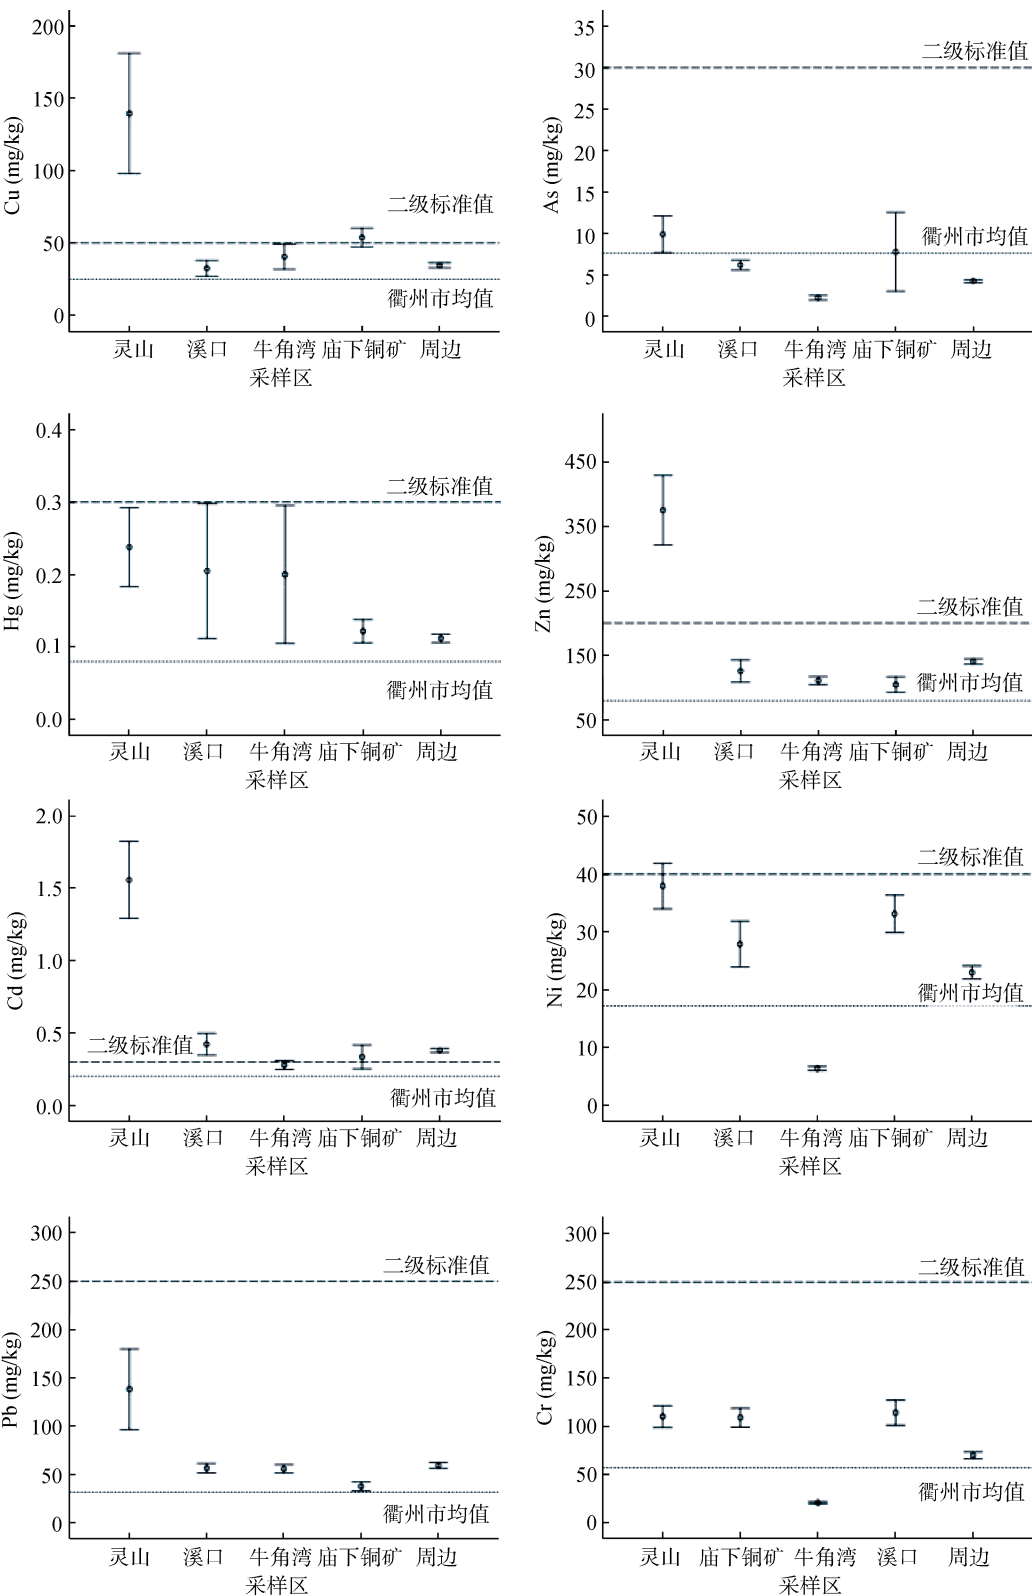 200
150
100
50
0
Cu (mg/kg)
二级标准值
衢州市均值
灵山 溪口 牛角湾 庙下铜矿 周边
采样区
35
30
25
20
15
10
5
0
As (mg/kg)
二级标准值
衢州市均值
灵山 溪口 牛角湾 庙下铜矿 周边
采样区
0.4
0.3
0.2
0.1
0.0
Hg (mg/kg)
二级标准值
衢州市均值
灵山 溪口 牛角湾 庙下铜矿 周边
采样区
450
350
250
150
50
Zn (mg/kg)
二级标准值
衢州市均值
灵山 溪口 牛角湾 庙下铜矿 周边
采样区
2.0
1.5
1.0
0.5
0.0
Cd (mg/kg)
二级标准值
衢州市均值
灵山 溪口 牛角湾 庙下铜矿 周边
采样区
50
40
30
20
10
0
Ni (mg/kg)
二级标准值
衢州市均值
灵山 溪口 牛角湾 庙下铜矿 周边
采样区
300
250
200
150
100
50
0
Pb (mg/kg)
二级标准值
衢州市均值
灵山 溪口 牛角湾 庙下铜矿 周边
采样区
300
250
200
150
100
50
0
Cr (mg/kg)
二级标准值
衢州市均值
灵山 庙下铜矿 牛角湾 溪口 周边
采样区